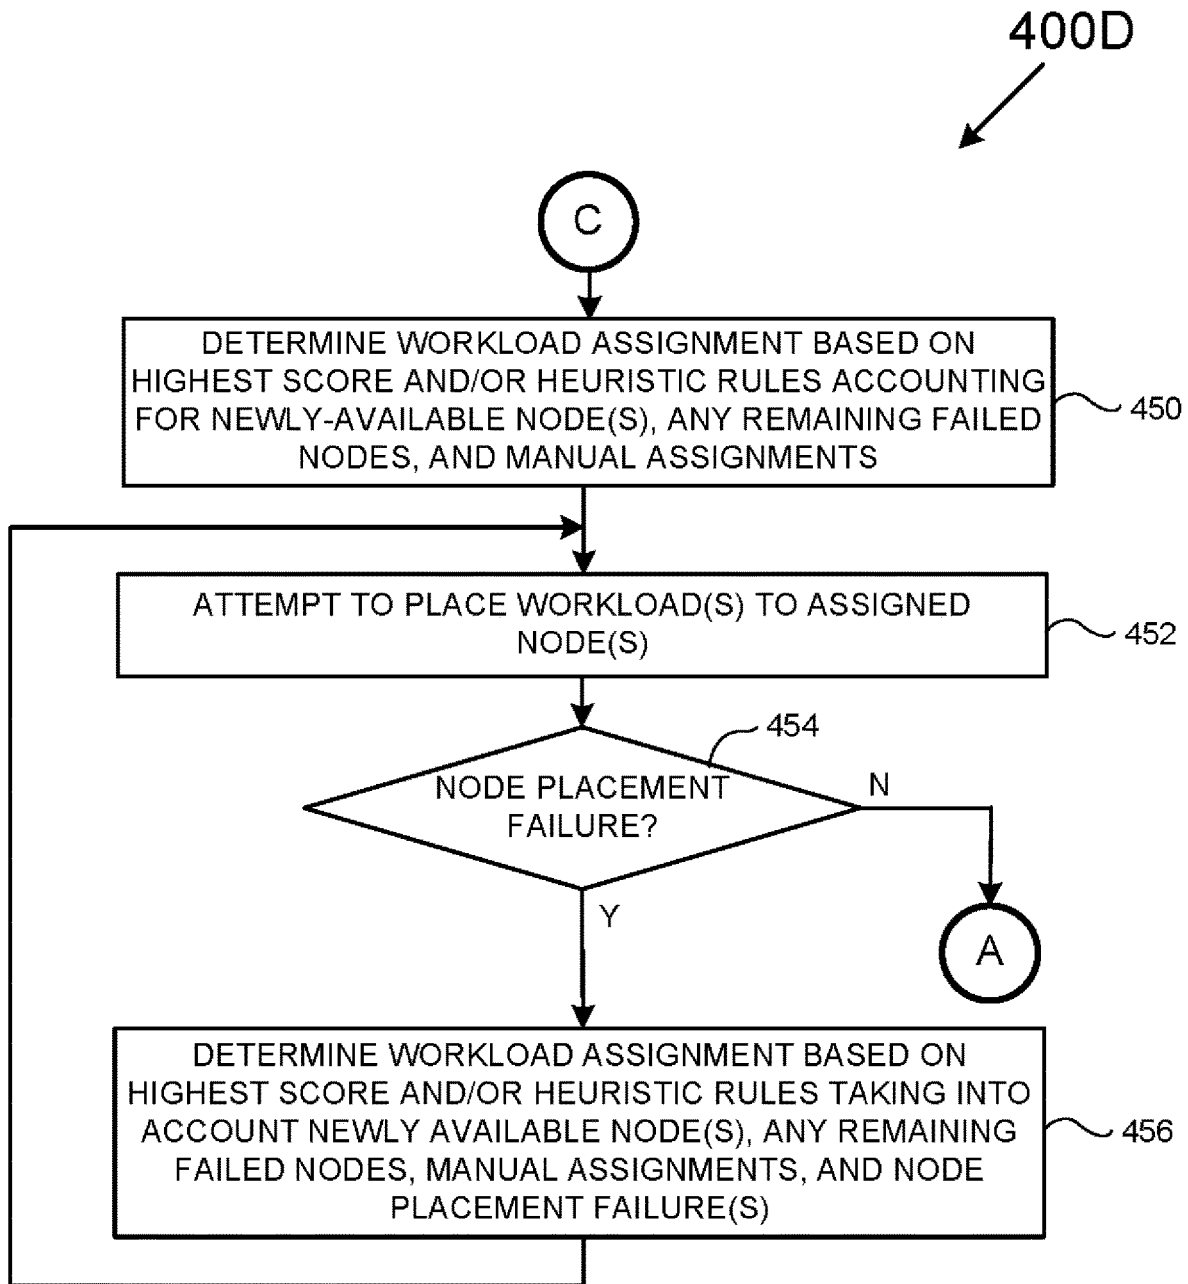 400D
C
DETERMINE WORKLOAD ASSIGNMENT BASED ON
HIGHEST SCORE AND/OR HEURISTIC RULES ACCOUNTING
FOR NEWLY-AVAILABLE NODE(S), ANY REMAINING FAILED
NODES, AND MANUAL ASSIGNMENTS
450
ATTEMPT TO PLACE WORKLOAD(S) TO ASSIGNED
NODE(S)
452
454
NODE PLACEMENT
FAILURE?
N
Y
A
DETERMINE WORKLOAD ASSIGNMENT BASED ON
HIGHEST SCORE AND/OR HEURISTIC RULES TAKING INTO
ACCOUNT NEWLY AVAILABLE NODE(S), ANY REMAINING
FAILED NODES, MANUAL ASSIGNMENTS, AND NODE
PLACEMENT FAILURE(S)
456